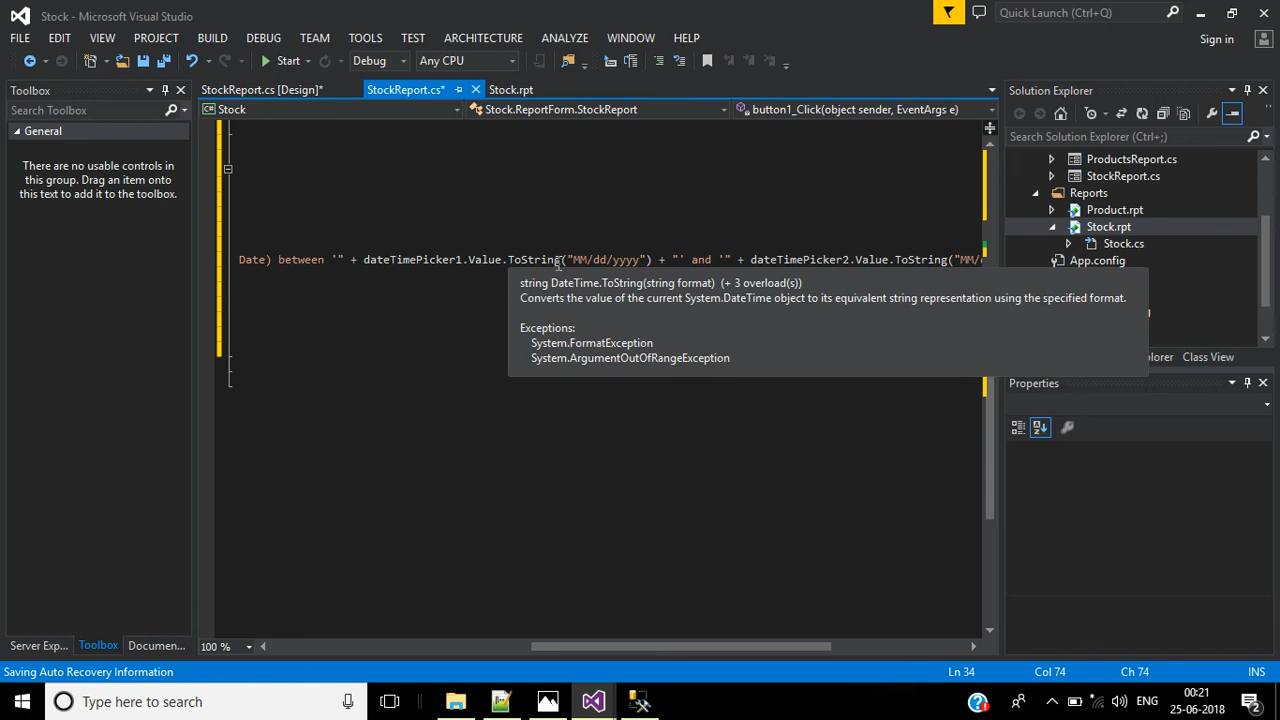 Stock - Microsoft Visual Studio
Quick Launch (Ctrl+Q)
FILE EDIT VIEW PROJECT BUILD DEBUG TEAM TOOLS TEST ARCHITECTURE ANALYZE WINDOW HELP
Sign in
Start Debug Any CPU
Toolbox
StockReport.cs [Design]* StockReport.cs* Stock.rpt
Solution Explorer
Search Toolbox
Stock Stock.ReportForm.StockReport button1_Click(object sender, EventArgs e)
General
There are no usable controls in
this group. Drag an item onto
this text to add it to the toolbox.
Search Solution Explorer (Ctrl+;)
ProductsReport.cs
StockReport.cs
Reports
Product.rpt
Stock.rpt
Stock.cs
App.config
Date) between '" + dateTimePicker1.Value.ToString("MM/dd/yyyy") + "' and '" + dateTimePicker2.Value.ToString("MM/
string DateTime.ToString(string format) (+ 3 overload(s))
Converts the value of the current System.DateTime object to its equivalent string representation using the specified format.
Exceptions:
System.FormatException
System.ArgumentOutOfRangeException
Class View
Properties
Server Exp... Toolbox Documen...
100 %
Saving Auto Recovery Information
Ln 34 Col 74 Ch 74 INS
Type here to search
ENG
00:21
25-06-2018
2